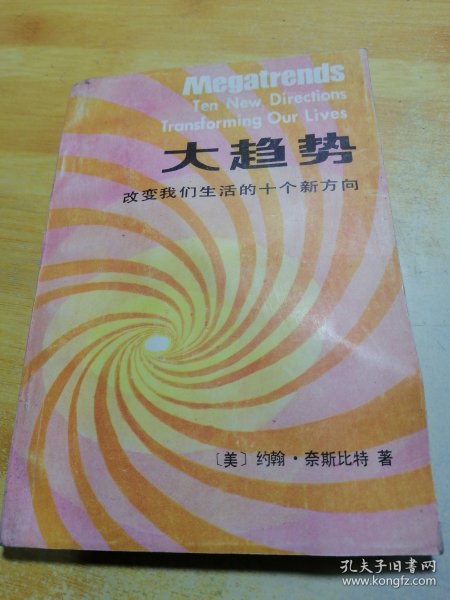 Megatrends
Ten New Directions
Transforming Our Lives
大趋势
改变我们生活的十个新方向
〔美〕约翰·奈斯比特 著
孔夫子旧书网
www.kongfz.com